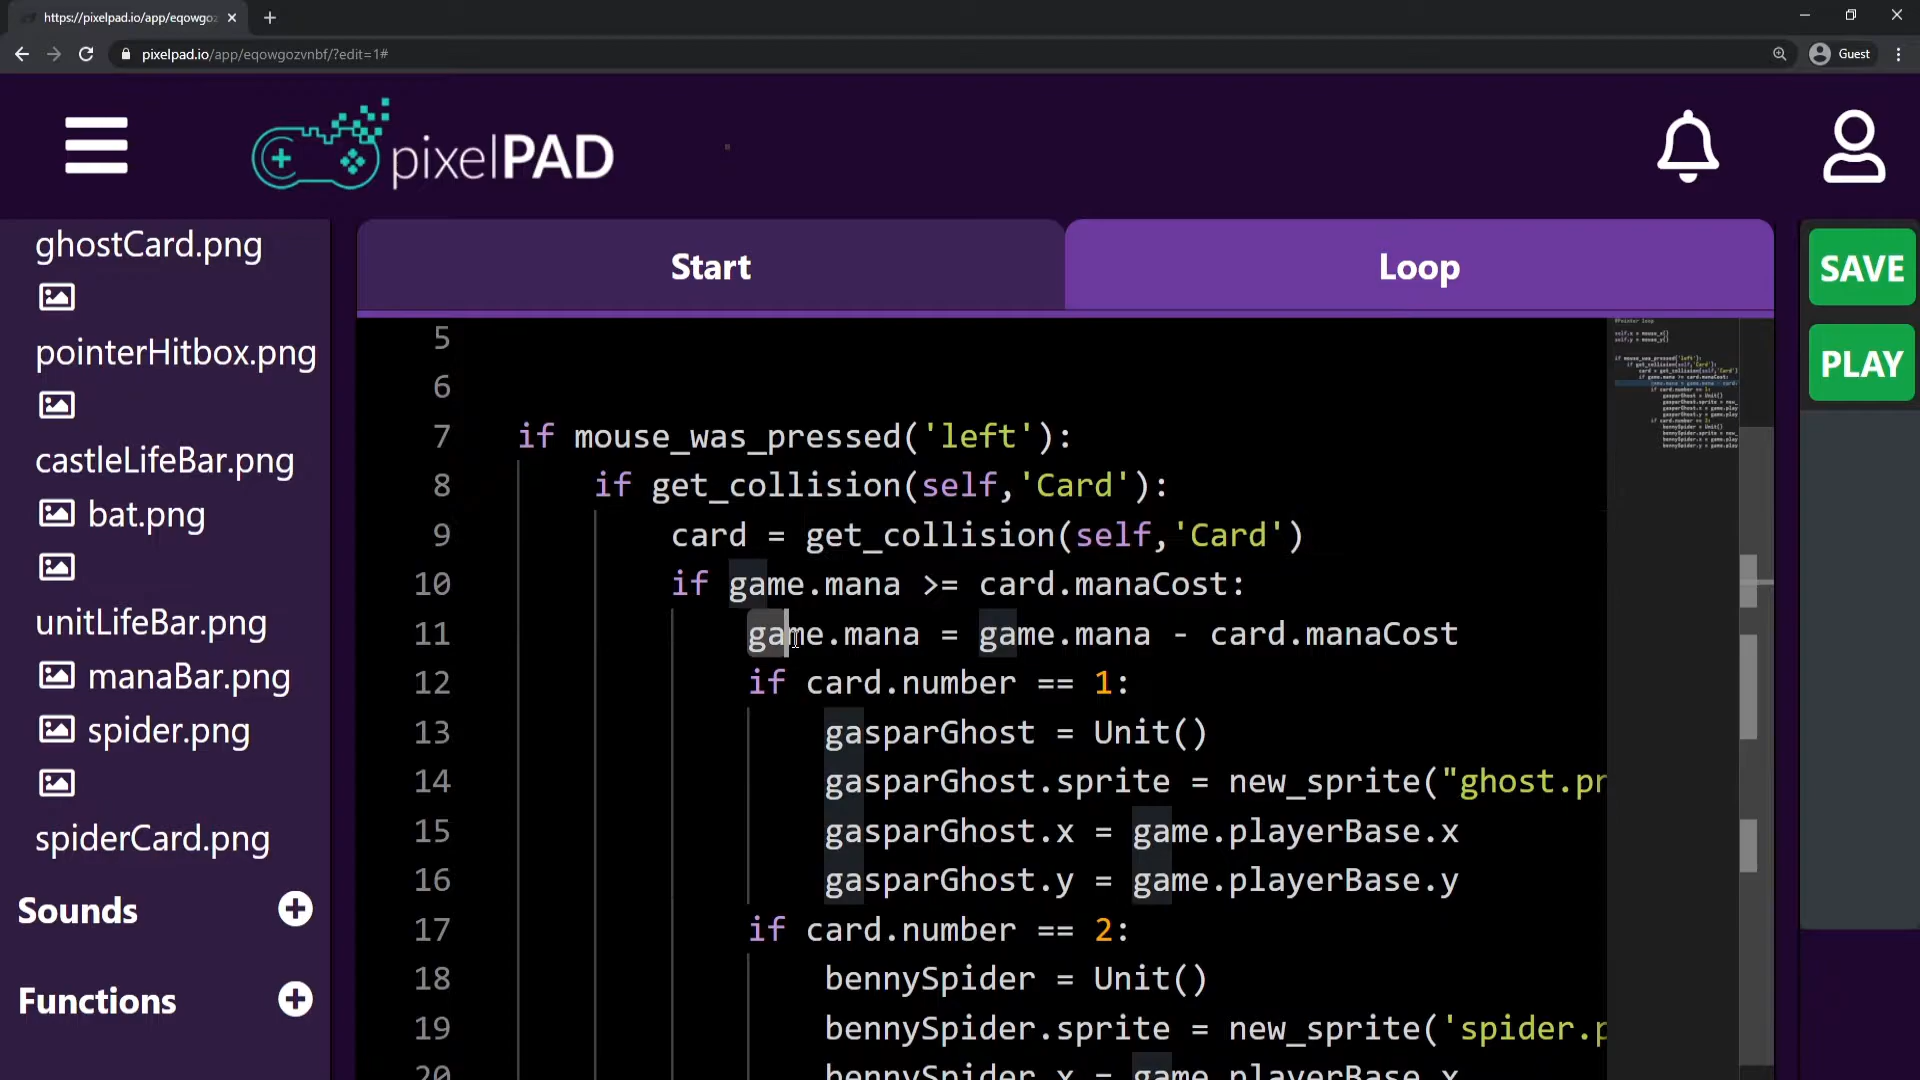 https://pixelpad.io/app/eqowgoz
pixelpad.io/app/eqowgozvnbf/?edit=1#
Guest
pixelPAD
ghostCard.png
pointerHitbox.png
castleLifeBar.png
bat.png
unitLifeBar.png
manaBar.png
spider.png
spiderCard.png
Sounds
Functions
Start
Loop
SAVE
PLAY
5
6
7 if mouse_was_pressed('left'):
8 if get_collision(self,'Card'):
9 card = get_collision(self,'Card')
10 if game.mana >= card.manaCost:
11 game.mana = game.mana - card.manaCost
12 if card.number == 1:
13 gasparGhost = Unit()
14 gasparGhost.sprite = new_sprite("ghost.pr
15 gasparGhost.x = game.playerBase.x
16 gasparGhost.y = game.playerBase.y
17 if card.number == 2:
18 bennySpider = Unit()
19 bennySpider.sprite = new_sprite('spider.p
20 bennySpider.x = game.playerBase.x